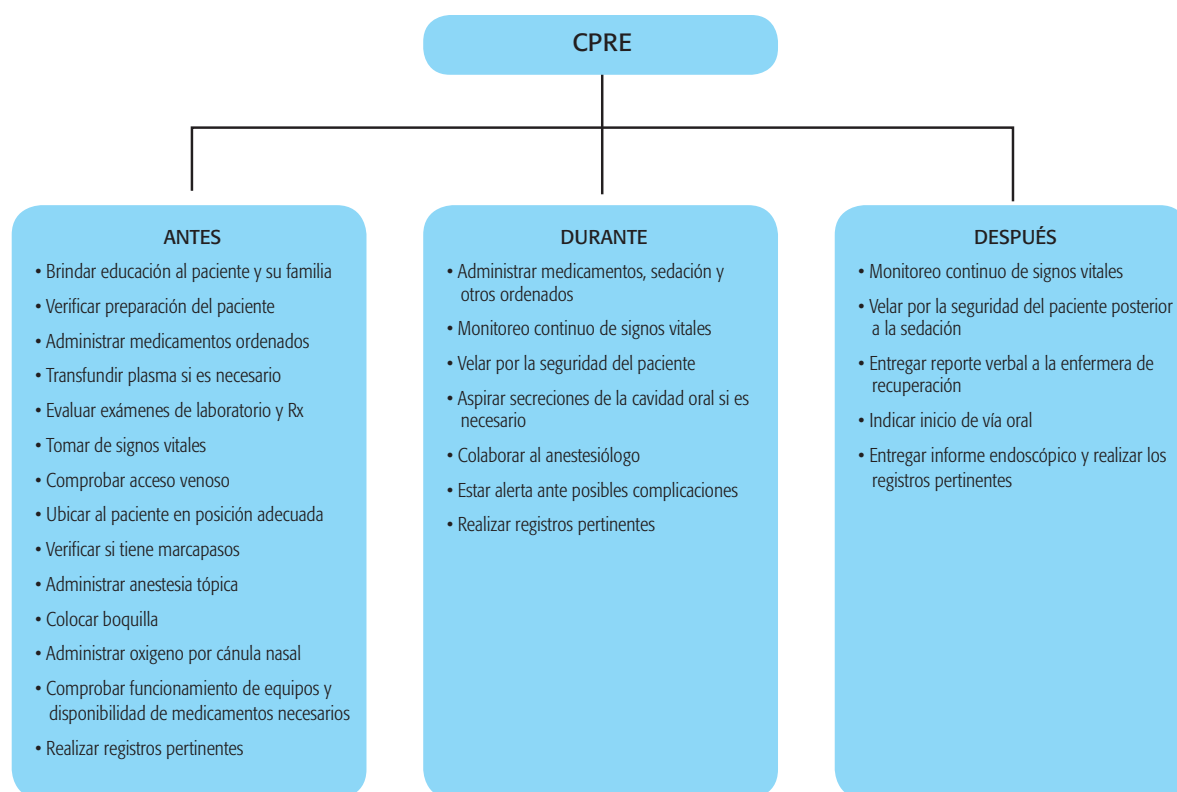 CPRE
ANTES
• Brindar educación al paciente y su familia
• Verificar preparación del paciente
• Administrar medicamentos ordenados
• Transfundir plasma si es necesario
• Evaluar exámenes de laboratorio y Rx
• Tomar de signos vitales
• Comprobar acceso venoso
• Ubicar al paciente en posición adecuada
• Verificar si tiene marcapasos
• Administrar anestesia tópica
• Colocar boquilla
• Administrar oxigeno por cánula nasal
• Comprobar funcionamiento de equipos y
disponibilidad de medicamentos necesarios
• Realizar registros pertinentes
DURANTE
• Administrar medicamentos, sedación y
otros ordenados
• Monitoreo continuo de signos vitales
• Velar por la seguridad del paciente
• Aspirar secreciones de la cavidad oral si es
necesario
• Colaborar al anestesiólogo
• Estar alerta ante posibles complicaciones
• Realizar registros pertinentes
DESPUÉS
• Monitoreo continuo de signos vitales
• Velar por la seguridad del paciente posterior
a la sedación
• Entregar reporte verbal a la enfermera de
recuperación
• Indicar inicio de vía oral
• Entregar informe endoscópico y realizar los
registros pertinentes